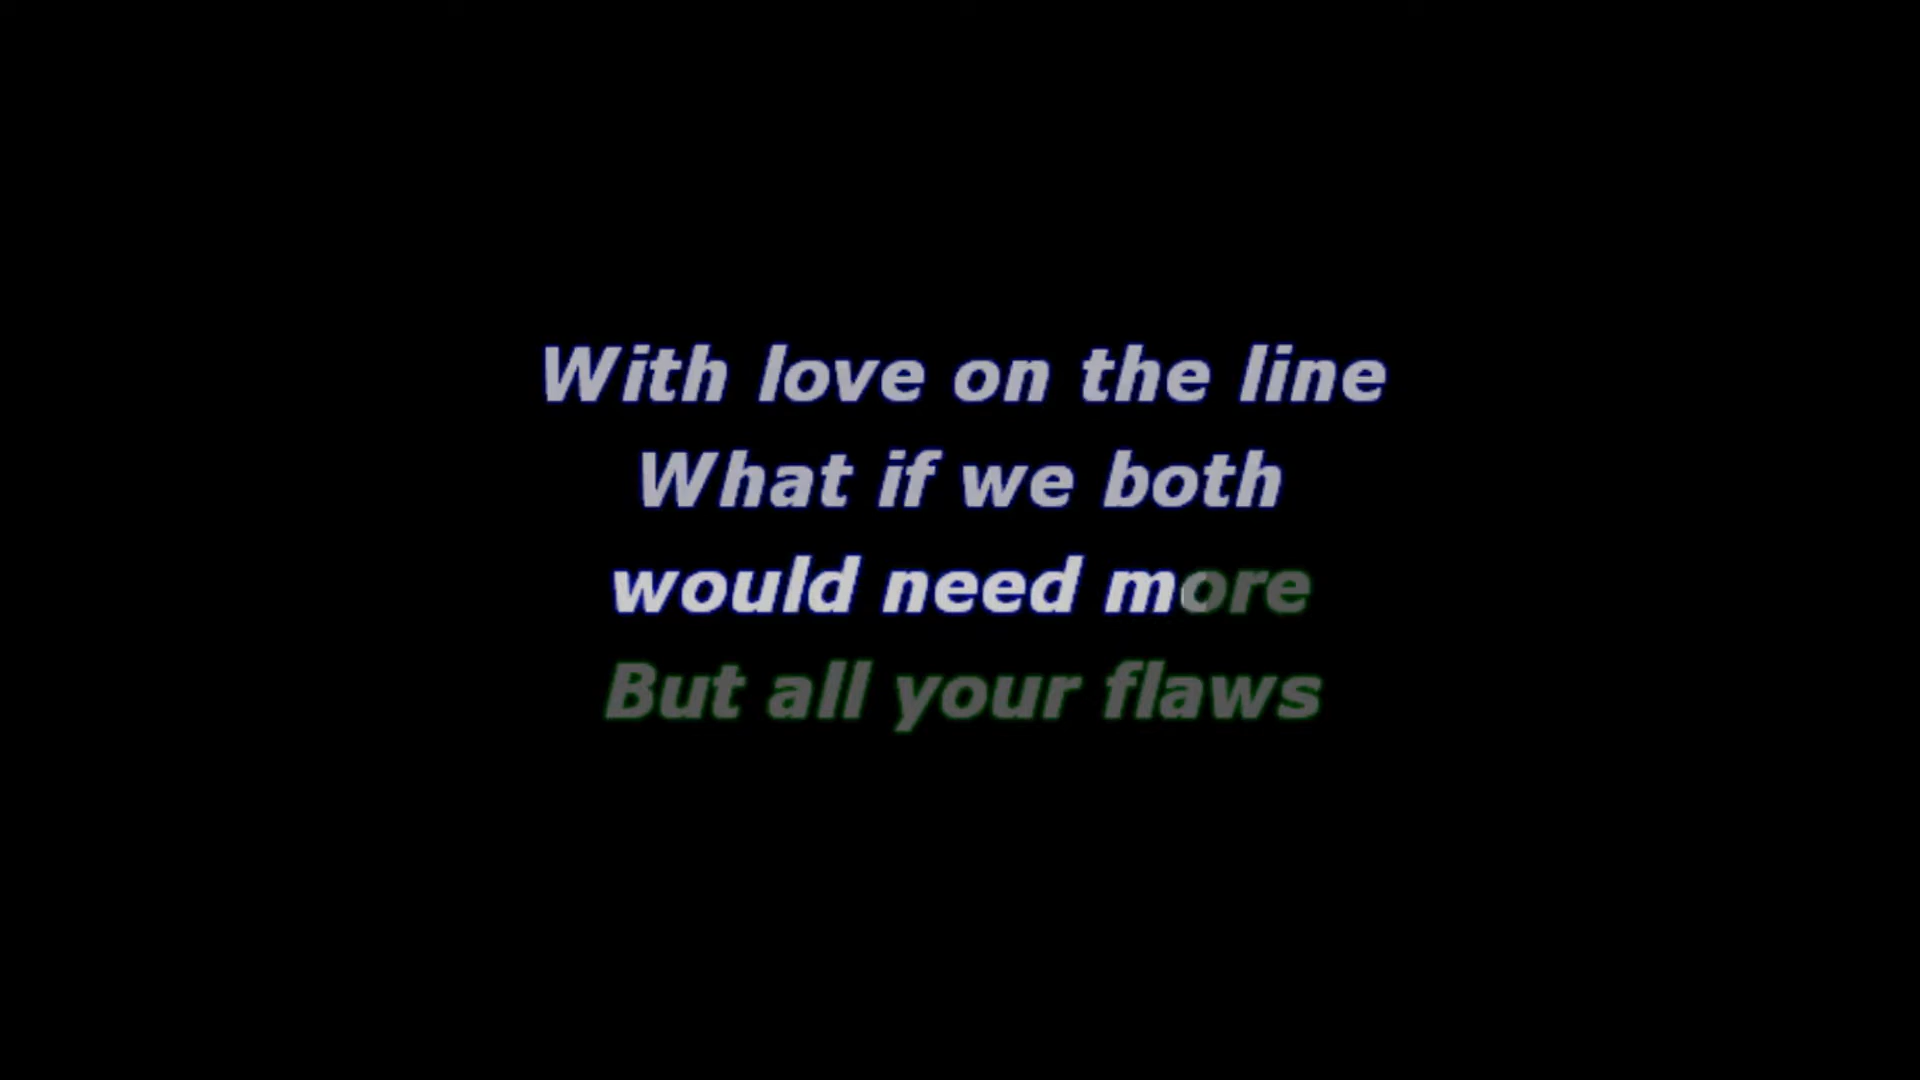 With love on the line
What if we both
would need more
But all your flaws